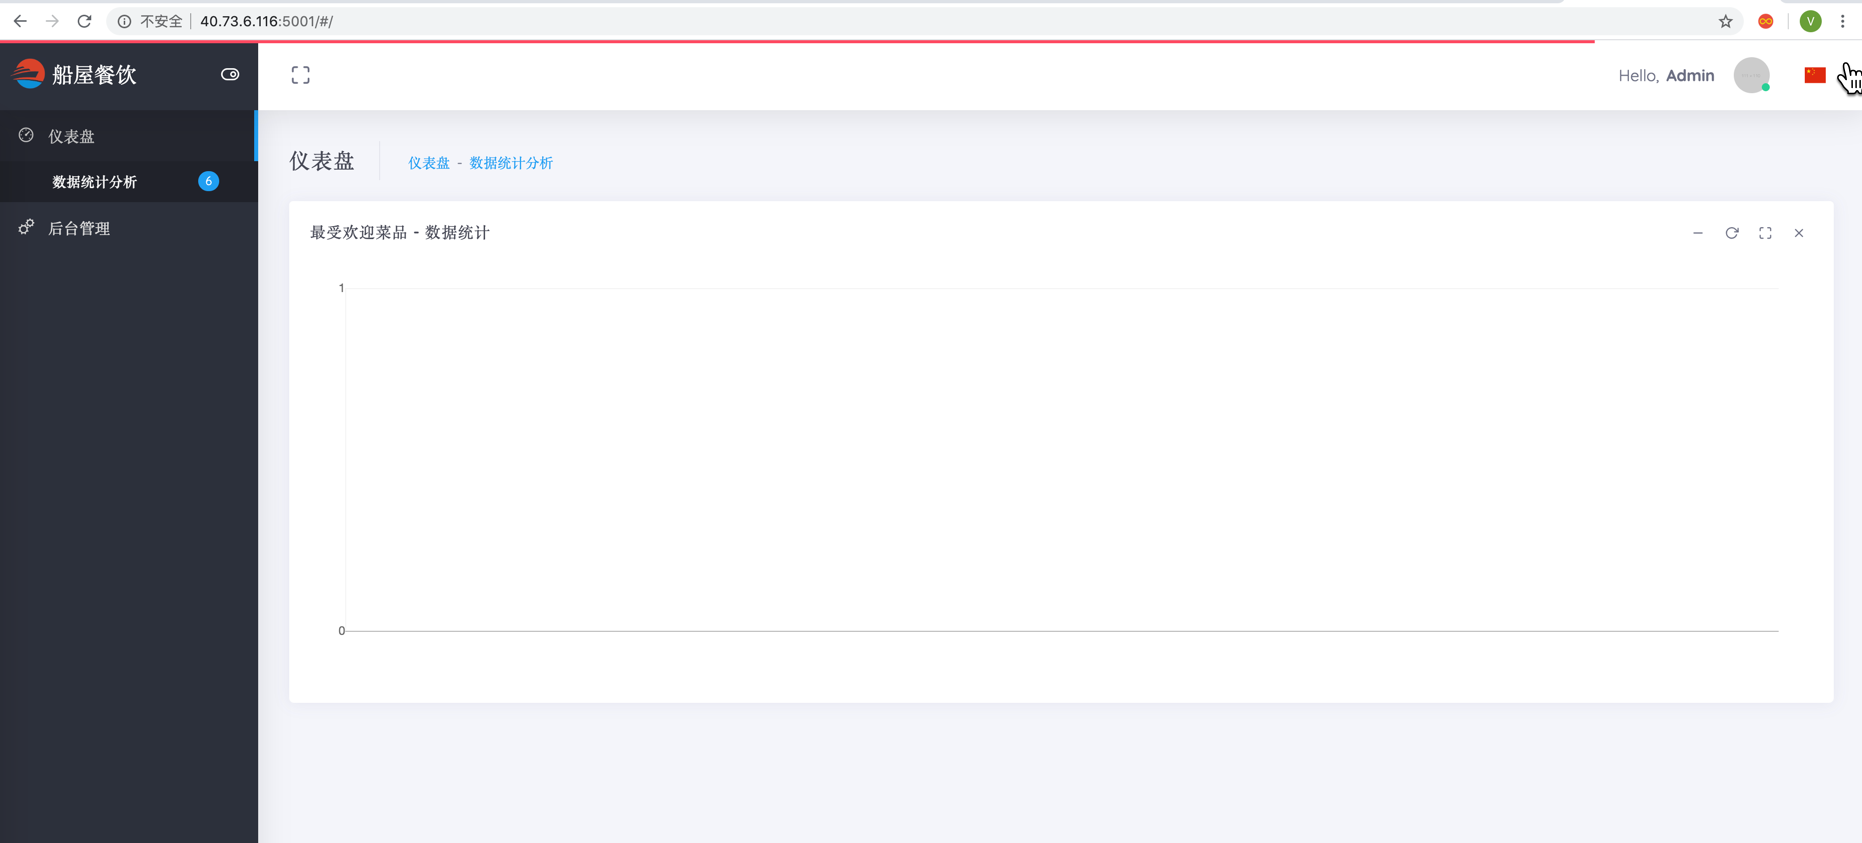 不安全 40.73.6.116:5001/#/
V
船屋餐饮
Hello, Admin
仪表盘
数据统计分析 6
后台管理
仪表盘
仪表盘 - 数据统计分析
最受欢迎菜品 - 数据统计
1
0